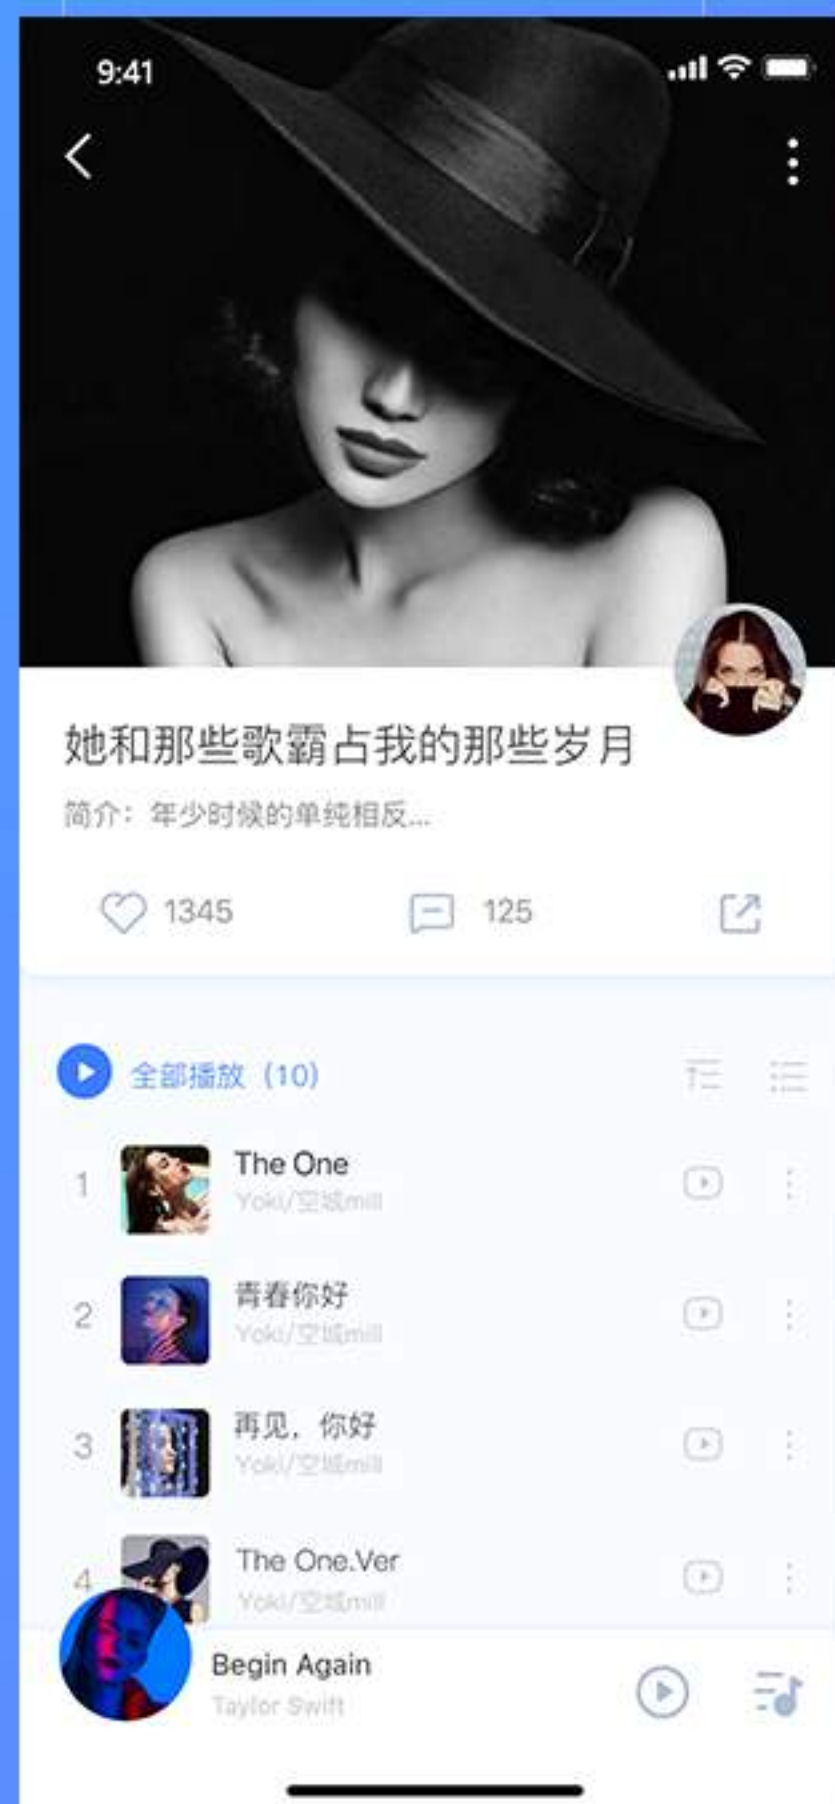 9:41
她和那些歌霸占我的那些岁月
简介：年少时候的单纯相反...
1345
125
全部播放（10）
1
The One
Yoki/空城mill
2
青春你好
Yoki/空城mill
3
再见，你好
Yoki/空城mill
4
The One.Ver
Yoki/空城mill
Begin Again
Taylor Swift